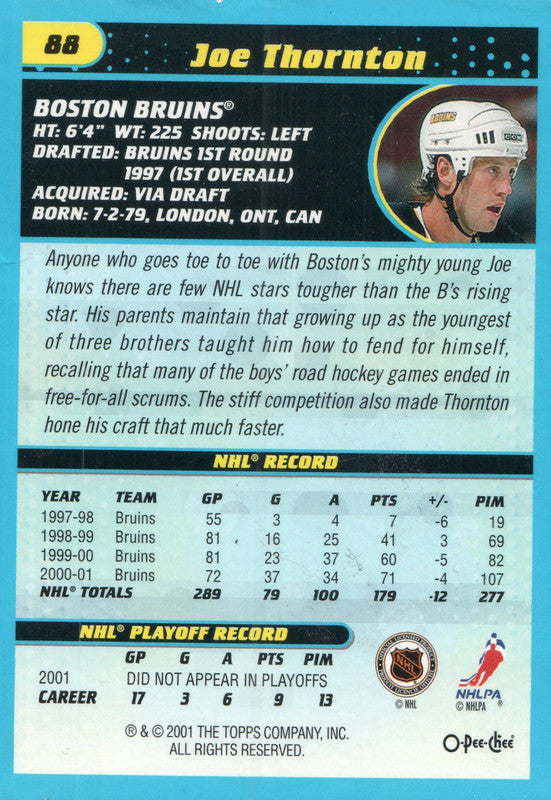 88
Joe Thornton
BOSTON BRUINS®
HT: 6'4" WT: 225 SHOOTS: LEFT
DRAFTED: BRUINS 1ST ROUND
1997 (1ST OVERALL)
ACQUIRED: VIA DRAFT
BORN: 7-2-79, LONDON, ONT, CAN
BRUINS
CCM
Anyone who goes toe to toe with Boston's mighty young Joe
knows there are few NHL stars tougher than the B's rising
star. His parents maintain that growing up as the youngest
of three brothers taught him how to fend for himself,
recalling that many of the boys' road hockey games ended in
free-for-all scrums. The stiff competition also made Thornton
hone his craft that much faster.
NHL® RECORD
YEAR TEAM GP G A PTS +/- PIM
1997-98 Bruins 55 3 4 7 -6 19
1998-99 Bruins 81 16 25 41 3 69
1999-00 Bruins 81 23 37 60 -5 82
2000-01 Bruins 72 37 34 71 -4 107
NHL® TOTALS 289 79 100 179 -12 277
NHL® PLAYOFF RECORD
GP G A PTS PIM
2001 DID NOT APPEAR IN PLAYOFFS
CAREER 17 3 6 9 13
NHL
© NHL
NHLPA
© NHLPA
® & © 2001 THE TOPPS COMPANY, INC.
ALL RIGHTS RESERVED.
O-Pee-Chee®